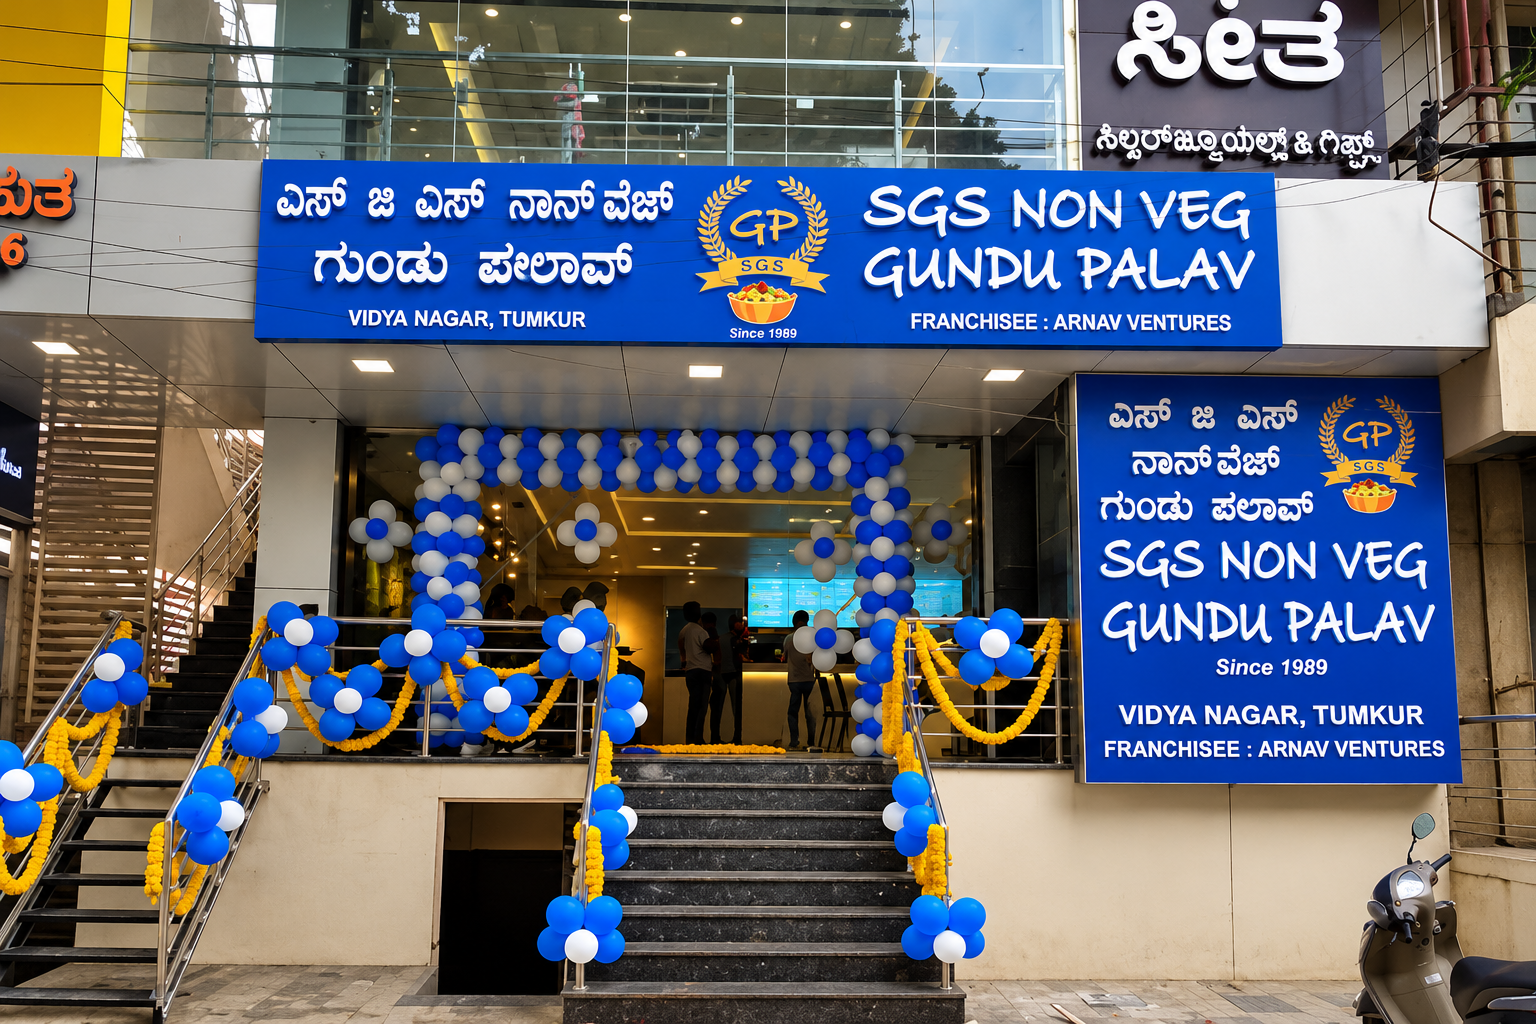 ಸೀತ
ಸಿಲ್ವರ್ ಜ್ಯೂಯೆಲ್ಸ್ & ಗಿಫ್ಟ್ಸ್
ಎಸ್ ಜಿ ಎಸ್ ನಾನ್ ವೆಜ್
ಗುಂಡು ಪಲಾವ್
VIDYA NAGAR, TUMKUR
GP
SGS
Since 1989
SGS NON VEG
GUNDU PALAV
FRANCHISEE : ARNAV VENTURES
6
ಎಸ್ ಜಿ ಎಸ್
ನಾನ್ ವೆಜ್
ಗುಂಡು ಪಲಾವ್
GP
SGS
SGS NON VEG
GUNDU PALAV
Since 1989
VIDYA NAGAR, TUMKUR
FRANCHISEE : ARNAV VENTURES